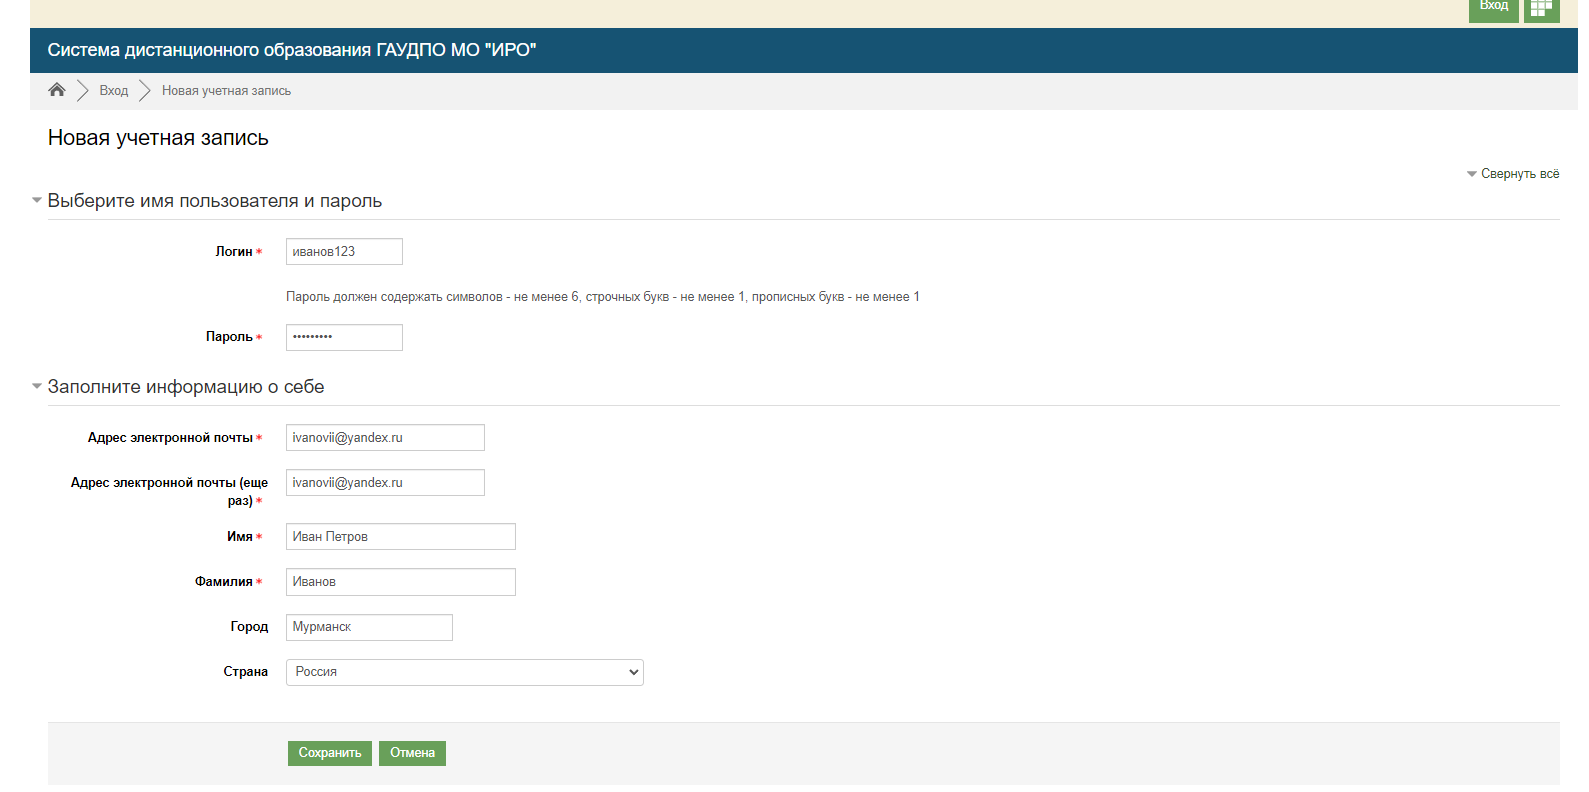 Вход
Система дистанционного образования ГАУДПО МО "ИРО"
Вход
Новая учетная запись
Новая учетная запись
Свернуть всё
Выберите имя пользователя и пароль
Логин *
иванов123
Пароль должен содержать символов - не менее 6, строчных букв - не менее 1, прописных букв - не менее 1
Пароль *
•••••••••
Заполните информацию о себе
Адрес электронной почты *
ivanovii@yandex.ru
Адрес электронной почты (еще
раз) *
ivanovii@yandex.ru
Имя *
Иван Петров
Фамилия *
Иванов
Город
Мурманск
Страна
Россия
Сохранить
Отмена